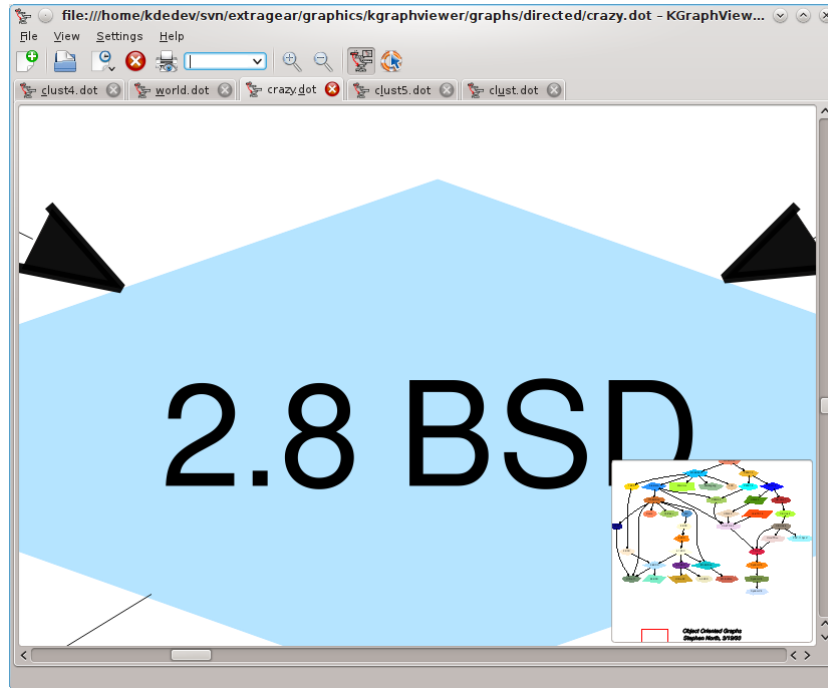 file:///home/kdedev/svn/extragear/graphics/kgraphviewer/graphs/directed/crazy.dot – KGraphView...
File View Settings Help
clust4.dot world.dot crazy.dot clust5.dot clust.dot
2.8 BSD
Object Oriented Graphs
Stephen North, 3/19/93